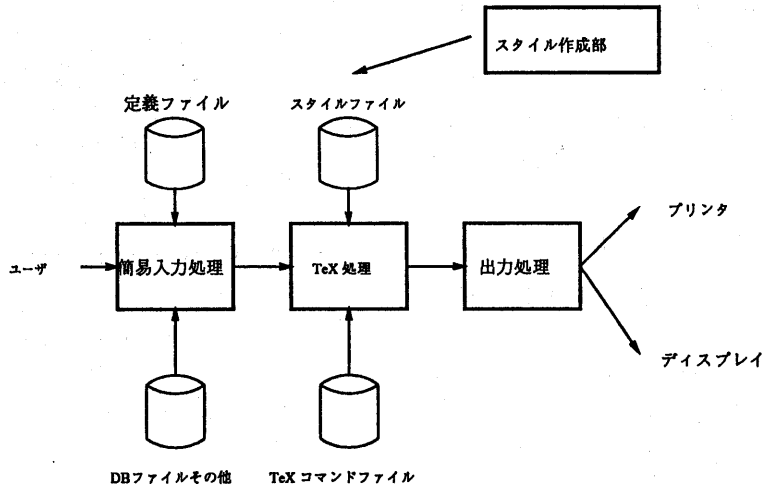 スタイル作成部
定義ファイル
スタイルファイル
プリンタ
ユーザ
簡易入力処理
TeX 処理
出力処理
ディスプレイ
DBファイルその他
TeX コマンドファイル